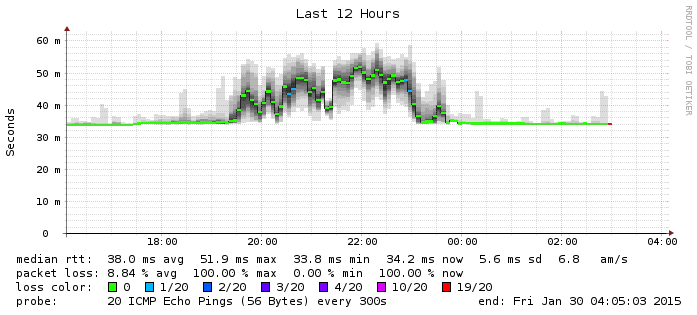 Last 12 Hours
RRDTOOL / TOBI OETIKER
Seconds
60 m
50 m
40 m
30 m
20 m
10 m
0
18:00 20:00 22:00 00:00 02:00 04:00
median rtt: 38.0 ms avg 51.9 ms max 33.8 ms min 34.2 ms now 5.6 ms sd 6.8 am/s
packet loss: 8.84 % avg 100.00 % max 0.00 % min 100.00 % now
loss color: 0 1/20 2/20 3/20 4/20 10/20 19/20
probe: 20 ICMP Echo Pings (56 Bytes) every 300s end: Fri Jan 30 04:05:03 2015